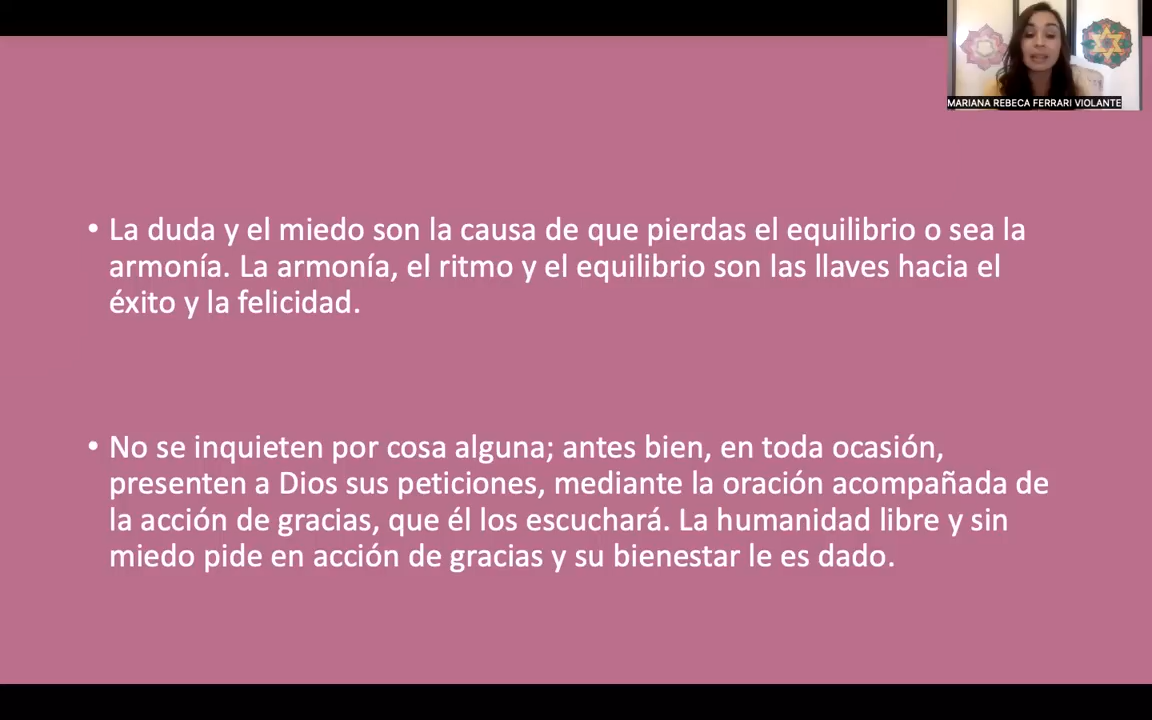 MARIANA REBECA FERRARI VIOLANTE
• La duda y el miedo son la causa de que pierdas el equilibrio o sea la
armonía. La armonía, el ritmo y el equilibrio son las llaves hacia el
éxito y la felicidad.
• No se inquieten por cosa alguna; antes bien, en toda ocasión,
presenten a Dios sus peticiones, mediante la oración acompañada de
la acción de gracias, que él los escuchará. La humanidad libre y sin
miedo pide en acción de gracias y su bienestar le es dado.